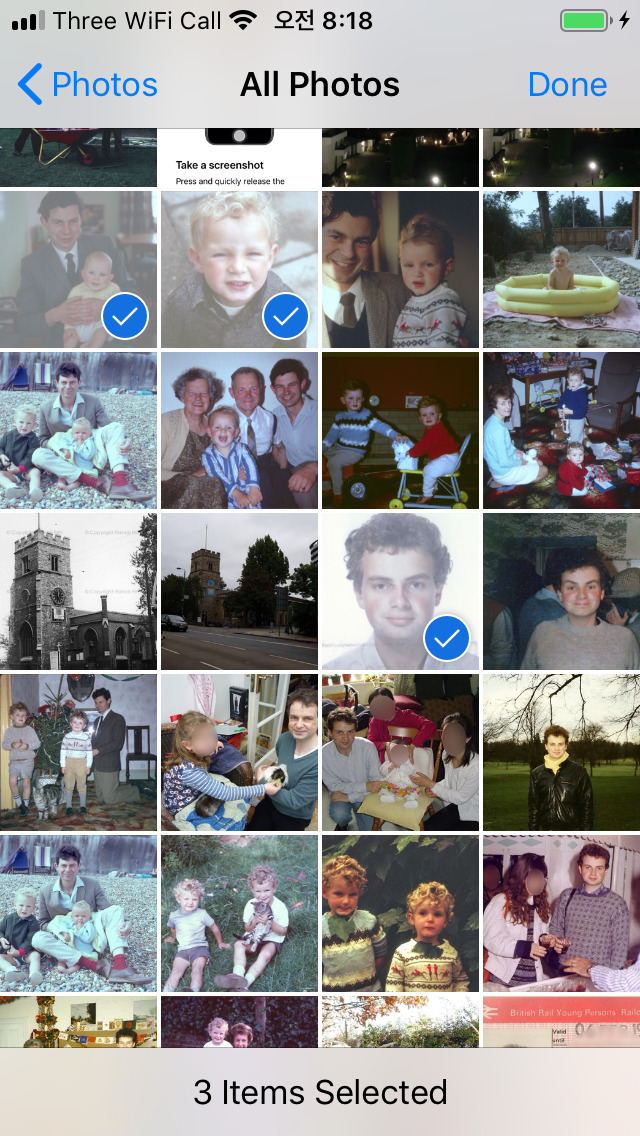 Three WiFi Call 오전 8:18
Photos All Photos Done
Take a screenshot
Press and quickly release the
British Rail Young Persons'
Valid
until
3 Items Selected